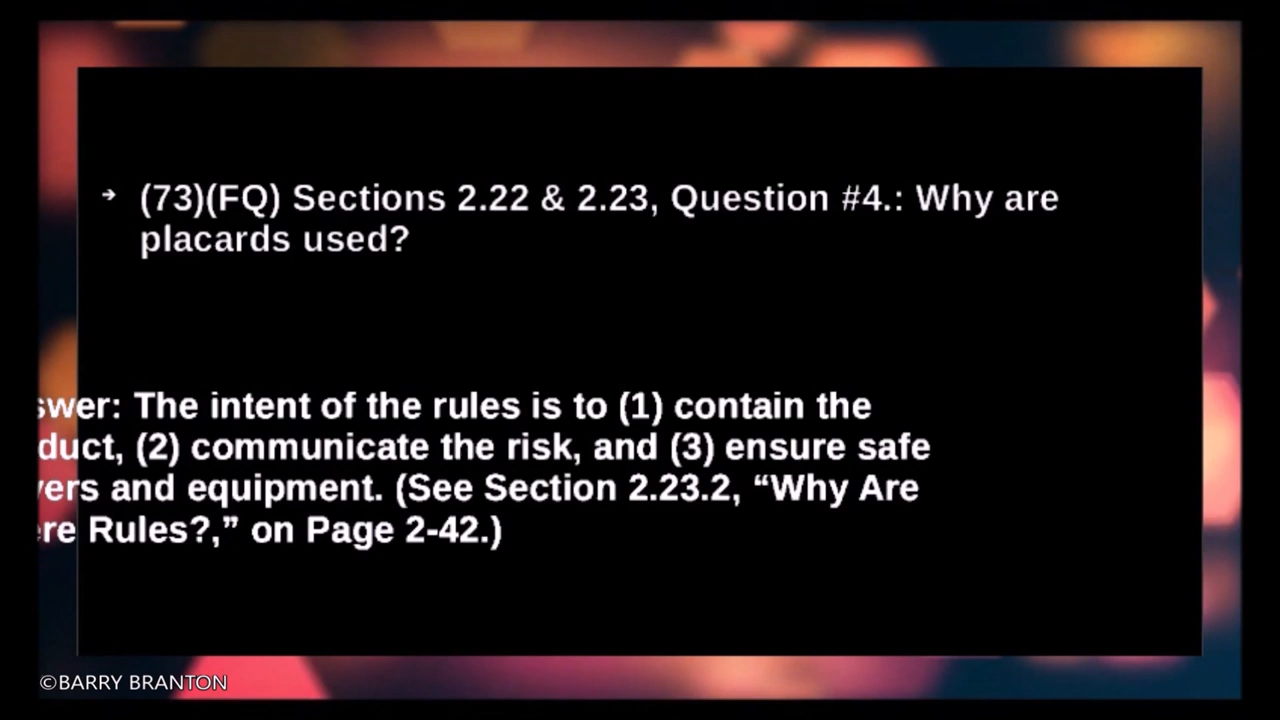 ➔ (73)(FQ) Sections 2.22 & 2.23, Question #4.: Why are
placards used?
swer: The intent of the rules is to (1) contain the
duct, (2) communicate the risk, and (3) ensure safe
vers and equipment. (See Section 2.23.2, “Why Are
ere Rules?,” on Page 2-42.)
©BARRY BRANTON